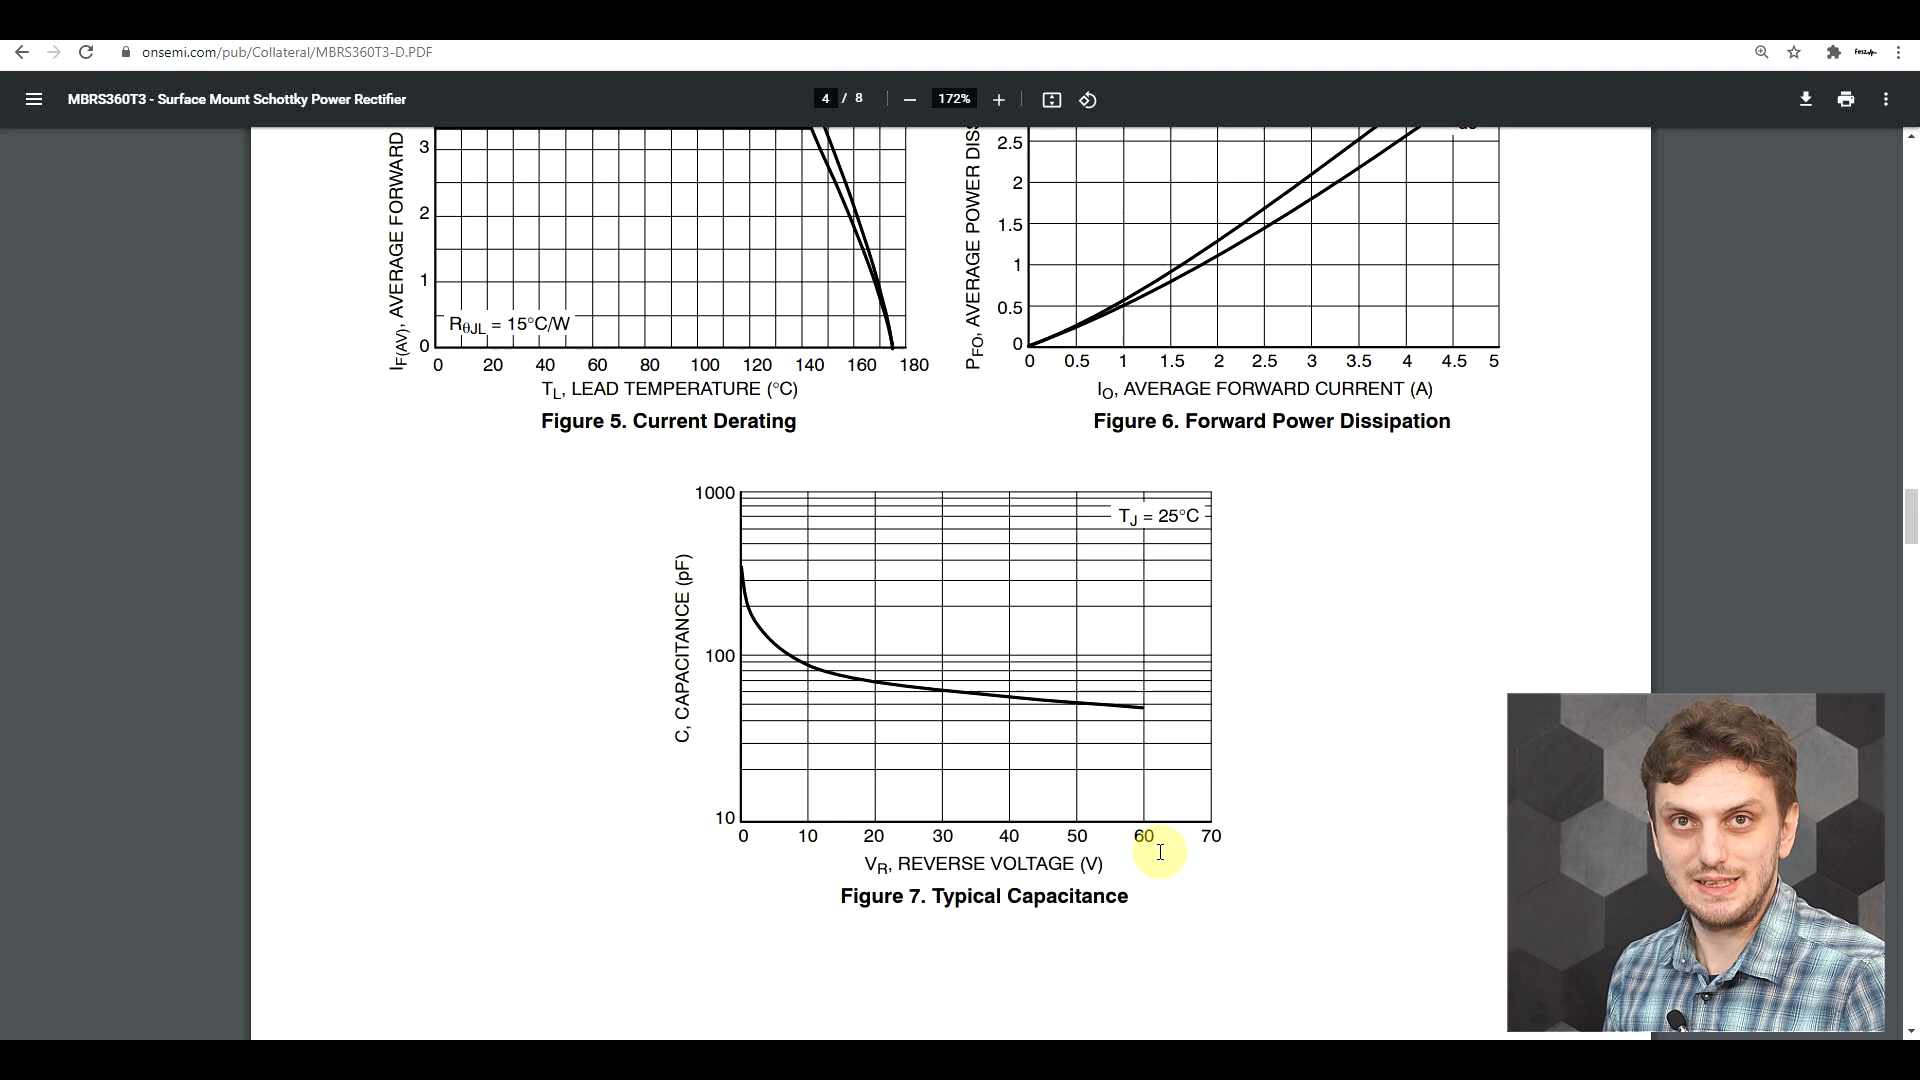 onsemi.com/pub/Collateral/MBRS360T3-D.PDF
MBRS360T3 - Surface Mount Schottky Power Rectifier
4 / 8
172%
IF(AV), AVERAGE FORWARD
3
2
1
0
RθJL = 15°C/W
0 20 40 60 80 100 120 140 160 180
TL, LEAD TEMPERATURE (°C)
Figure 5. Current Derating
PFO, AVERAGE POWER DISS
2.5
2
1.5
1
0.5
0
0 0.5 1 1.5 2 2.5 3 3.5 4 4.5 5
IO, AVERAGE FORWARD CURRENT (A)
Figure 6. Forward Power Dissipation
C, CAPACITANCE (pF)
1000
100
10
TJ = 25°C
0 10 20 30 40 50 60 70
VR, REVERSE VOLTAGE (V)
Figure 7. Typical Capacitance